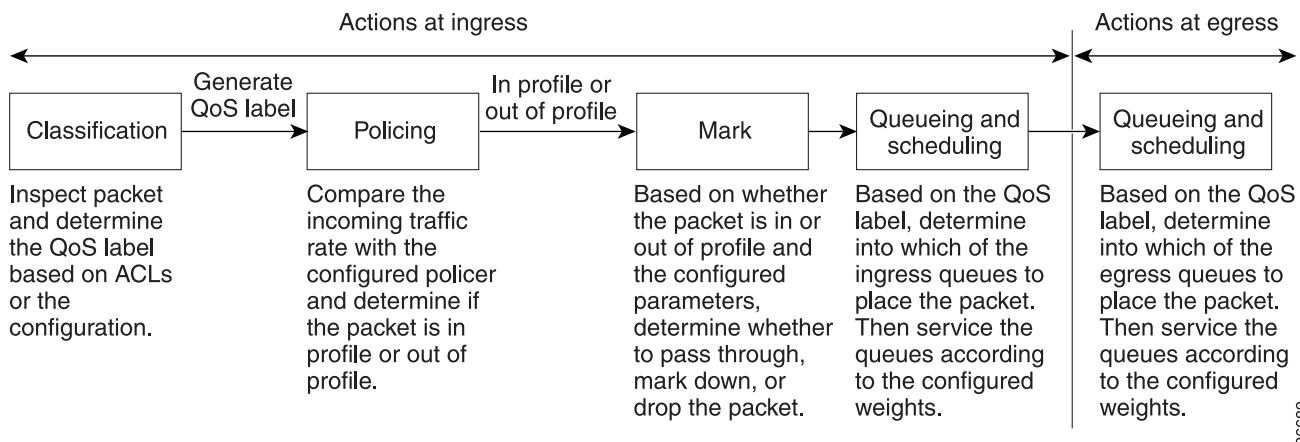 Actions at ingress
Actions at egress
Generate
QoS label
In profile or
out of profile
Classification
Policing
Mark
Queueing and
scheduling
Queueing and
scheduling
Inspect packet
and determine
the QoS label
based on ACLs
or the
configuration.
Compare the
incoming traffic
rate with the
configured policer
and determine if
the packet is in
profile or out of
profile.
Based on whether
the packet is in or
out of profile and
the configured
parameters,
determine whether
to pass through,
mark down, or
drop the packet.
Based on the QoS
label, determine
into which of the
ingress queues to
place the packet.
Then service the
queues according
to the configured
weights.
Based on the QoS
label, determine
into which of the
egress queues to
place the packet.
Then service the
queues according
to the configured
weights.